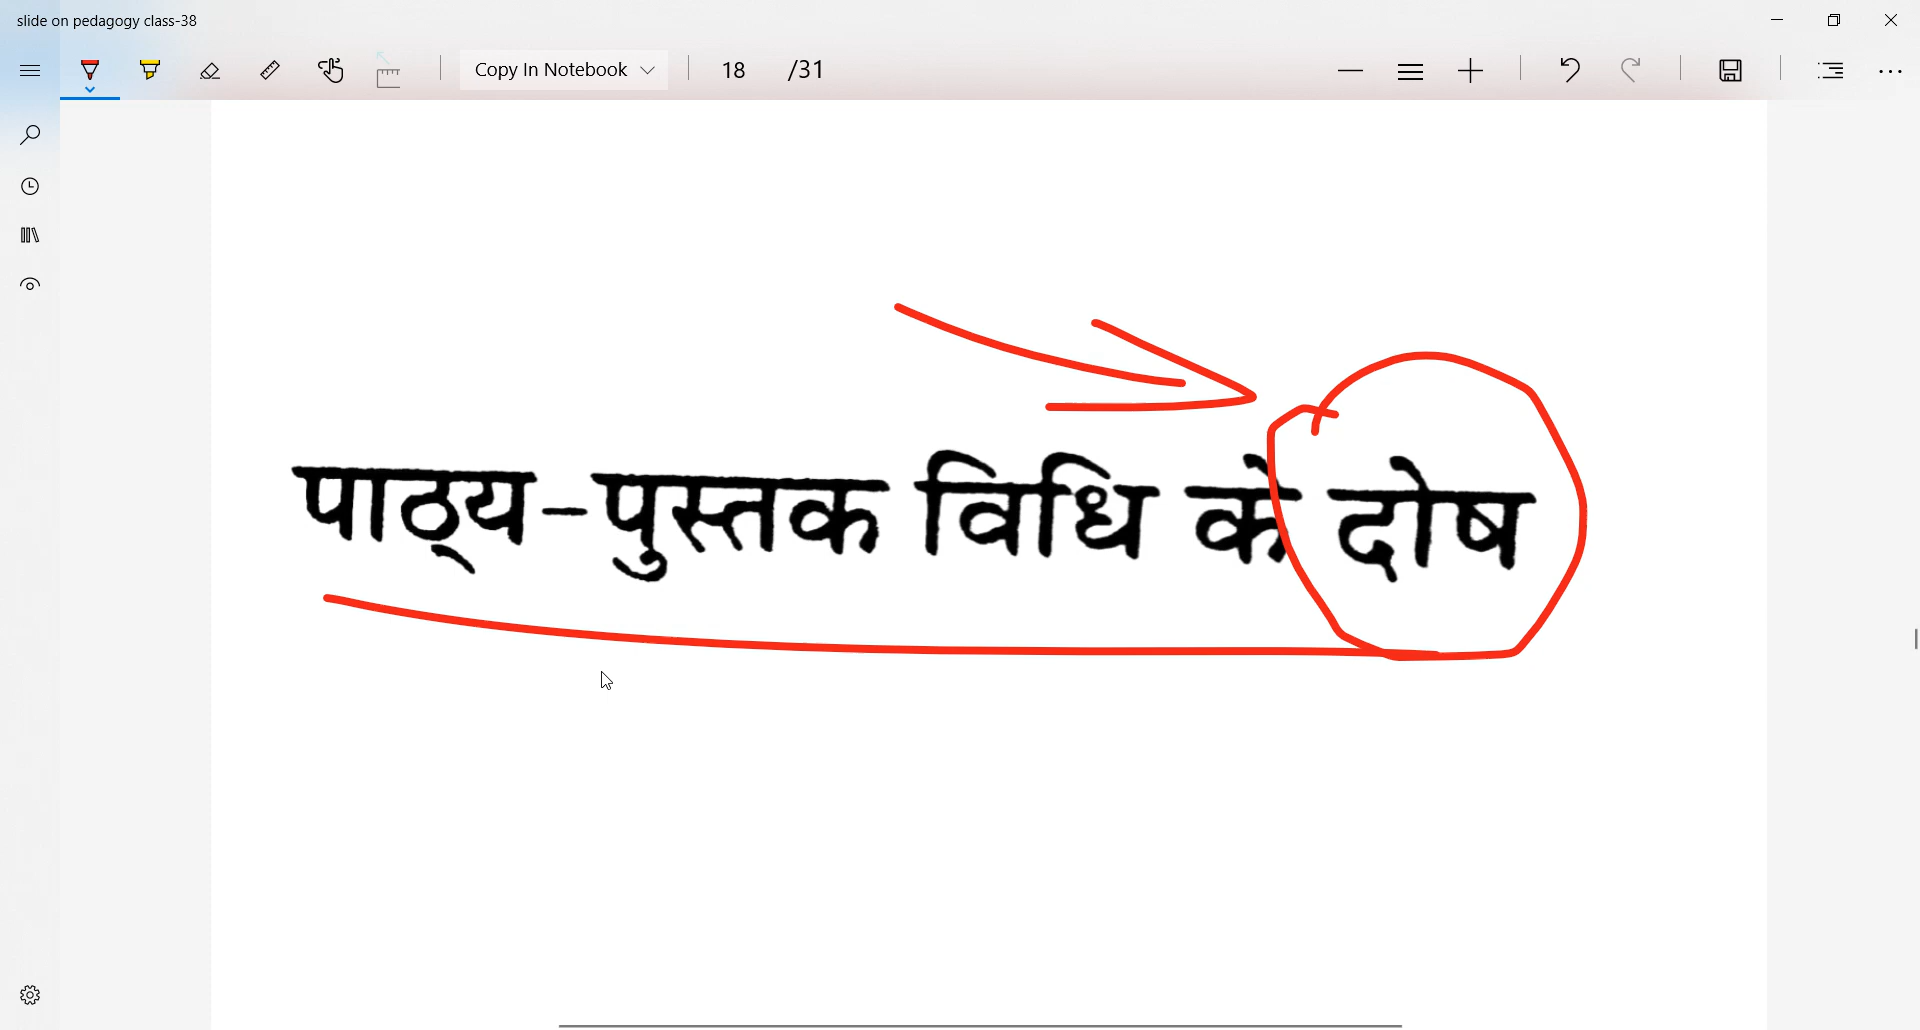 slide on pedagogy class-38
Copy In Notebook 18 /31
पाठ्य-पुस्तक विधि के दोष